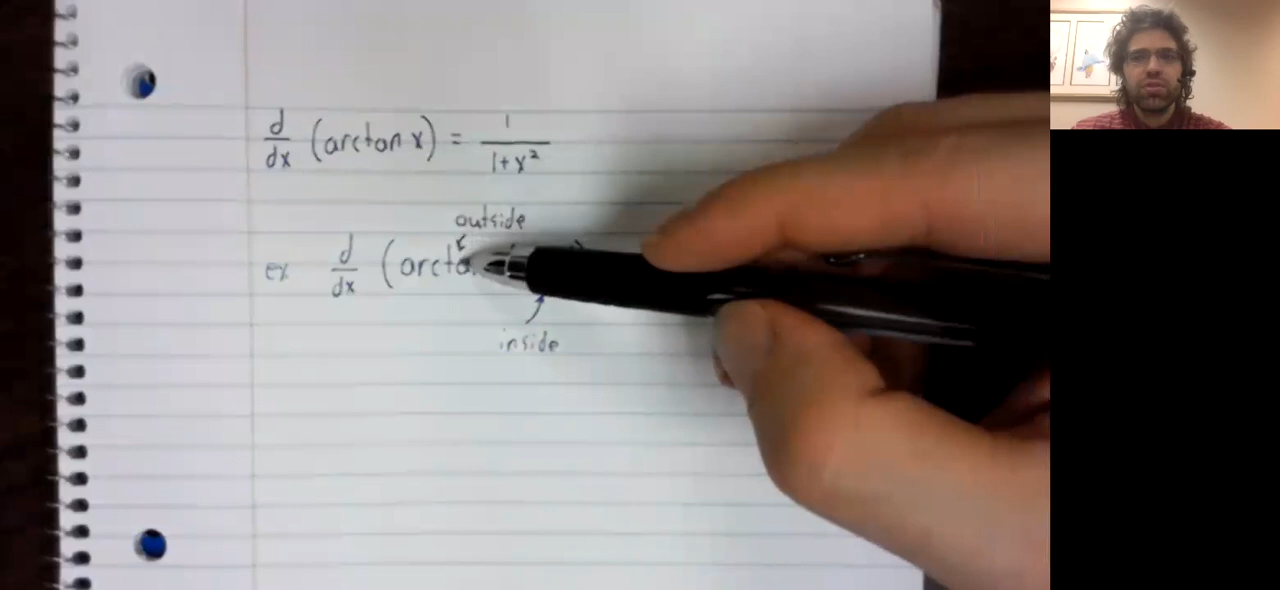 d/dx (arctan x) = 1/(1+x²)
outside
ex d/dx (arcta
inside